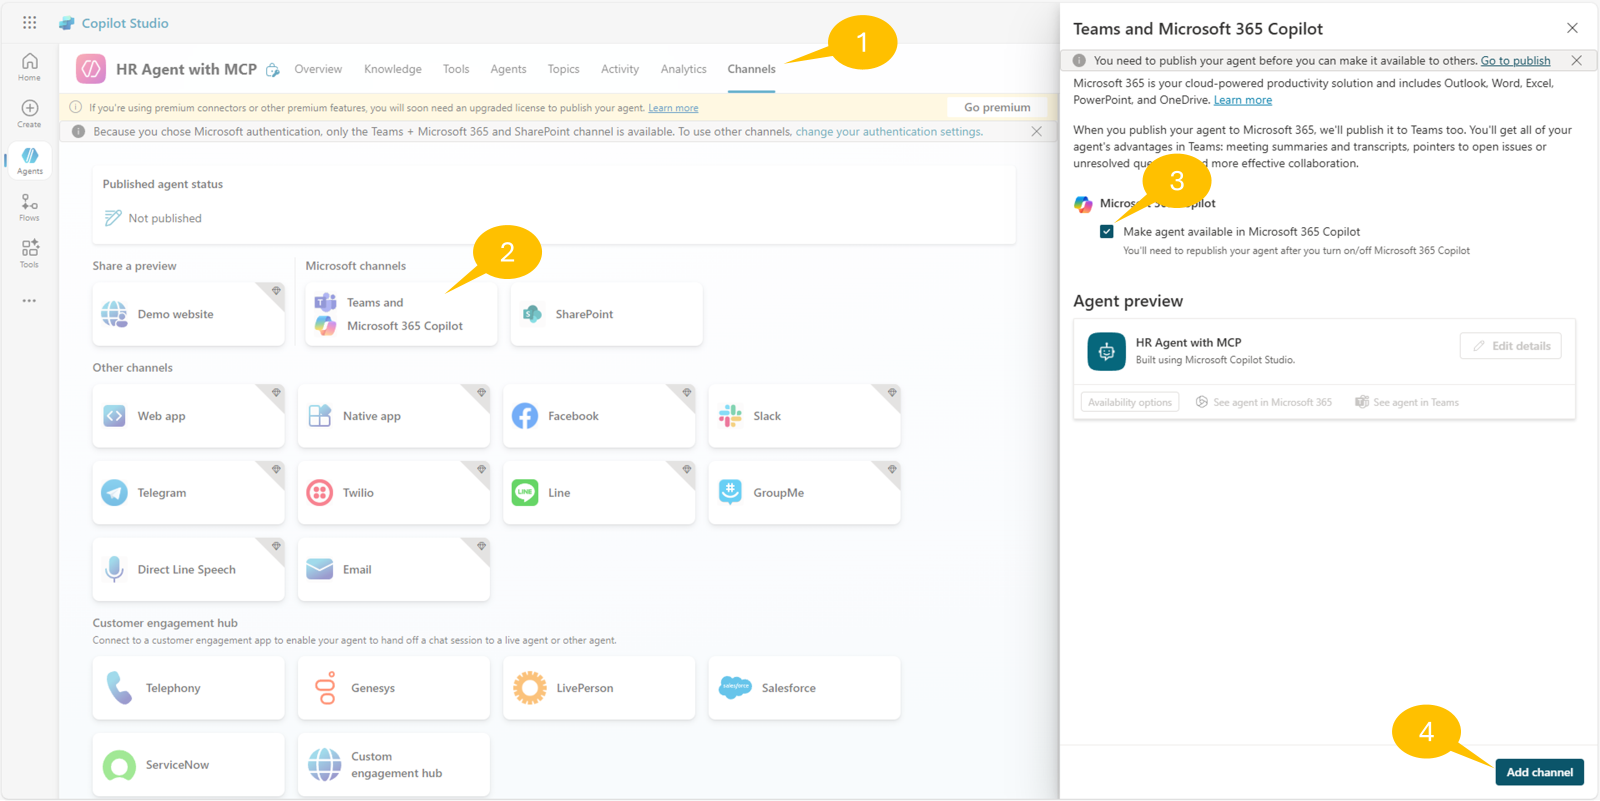 Copilot Studio
Home
Create
Agents
Flows
Tools
HR Agent with MCP
Overview
Knowledge
Tools
Agents
Topics
Activity
Analytics
Channels
1
If you're using premium connectors or other premium features, you will soon need an upgraded license to publish your agent. Learn more
Go premium
Because you chose Microsoft authentication, only the Teams + Microsoft 365 and SharePoint channel is available. To use other channels, change your authentication settings.
Published agent status
Not published
2
Share a preview
Demo website
Microsoft channels
Teams and
Microsoft 365 Copilot
SharePoint
Other channels
Web app
Native app
Facebook
Slack
Telegram
Twilio
LINE
Line
GroupMe
Direct Line Speech
Email
Customer engagement hub
Connect to a customer engagement app to enable your agent to hand off a chat session to a live agent or other agent.
Telephony
Genesys
LivePerson
salesforce
Salesforce
ServiceNow
Custom
engagement hub
Teams and Microsoft 365 Copilot
You need to publish your agent before you can make it available to others. Go to publish
Microsoft 365 is your cloud-powered productivity solution and includes Outlook, Word, Excel,
PowerPoint, and OneDrive. Learn more
When you publish your agent to Microsoft 365, we'll publish it to Teams too. You'll get all of your
agent's advantages in Teams: meeting summaries and transcripts, pointers to open issues or
unresolved more effective collaboration.
3
Make agent available in Microsoft 365 Copilot
You'll need to republish your agent after you turn on/off Microsoft 365 Copilot
Agent preview
HR Agent with MCP
Built using Microsoft Copilot Studio.
Edit details
Availability options
See agent in Microsoft 365
See agent in Teams
4
Add channel